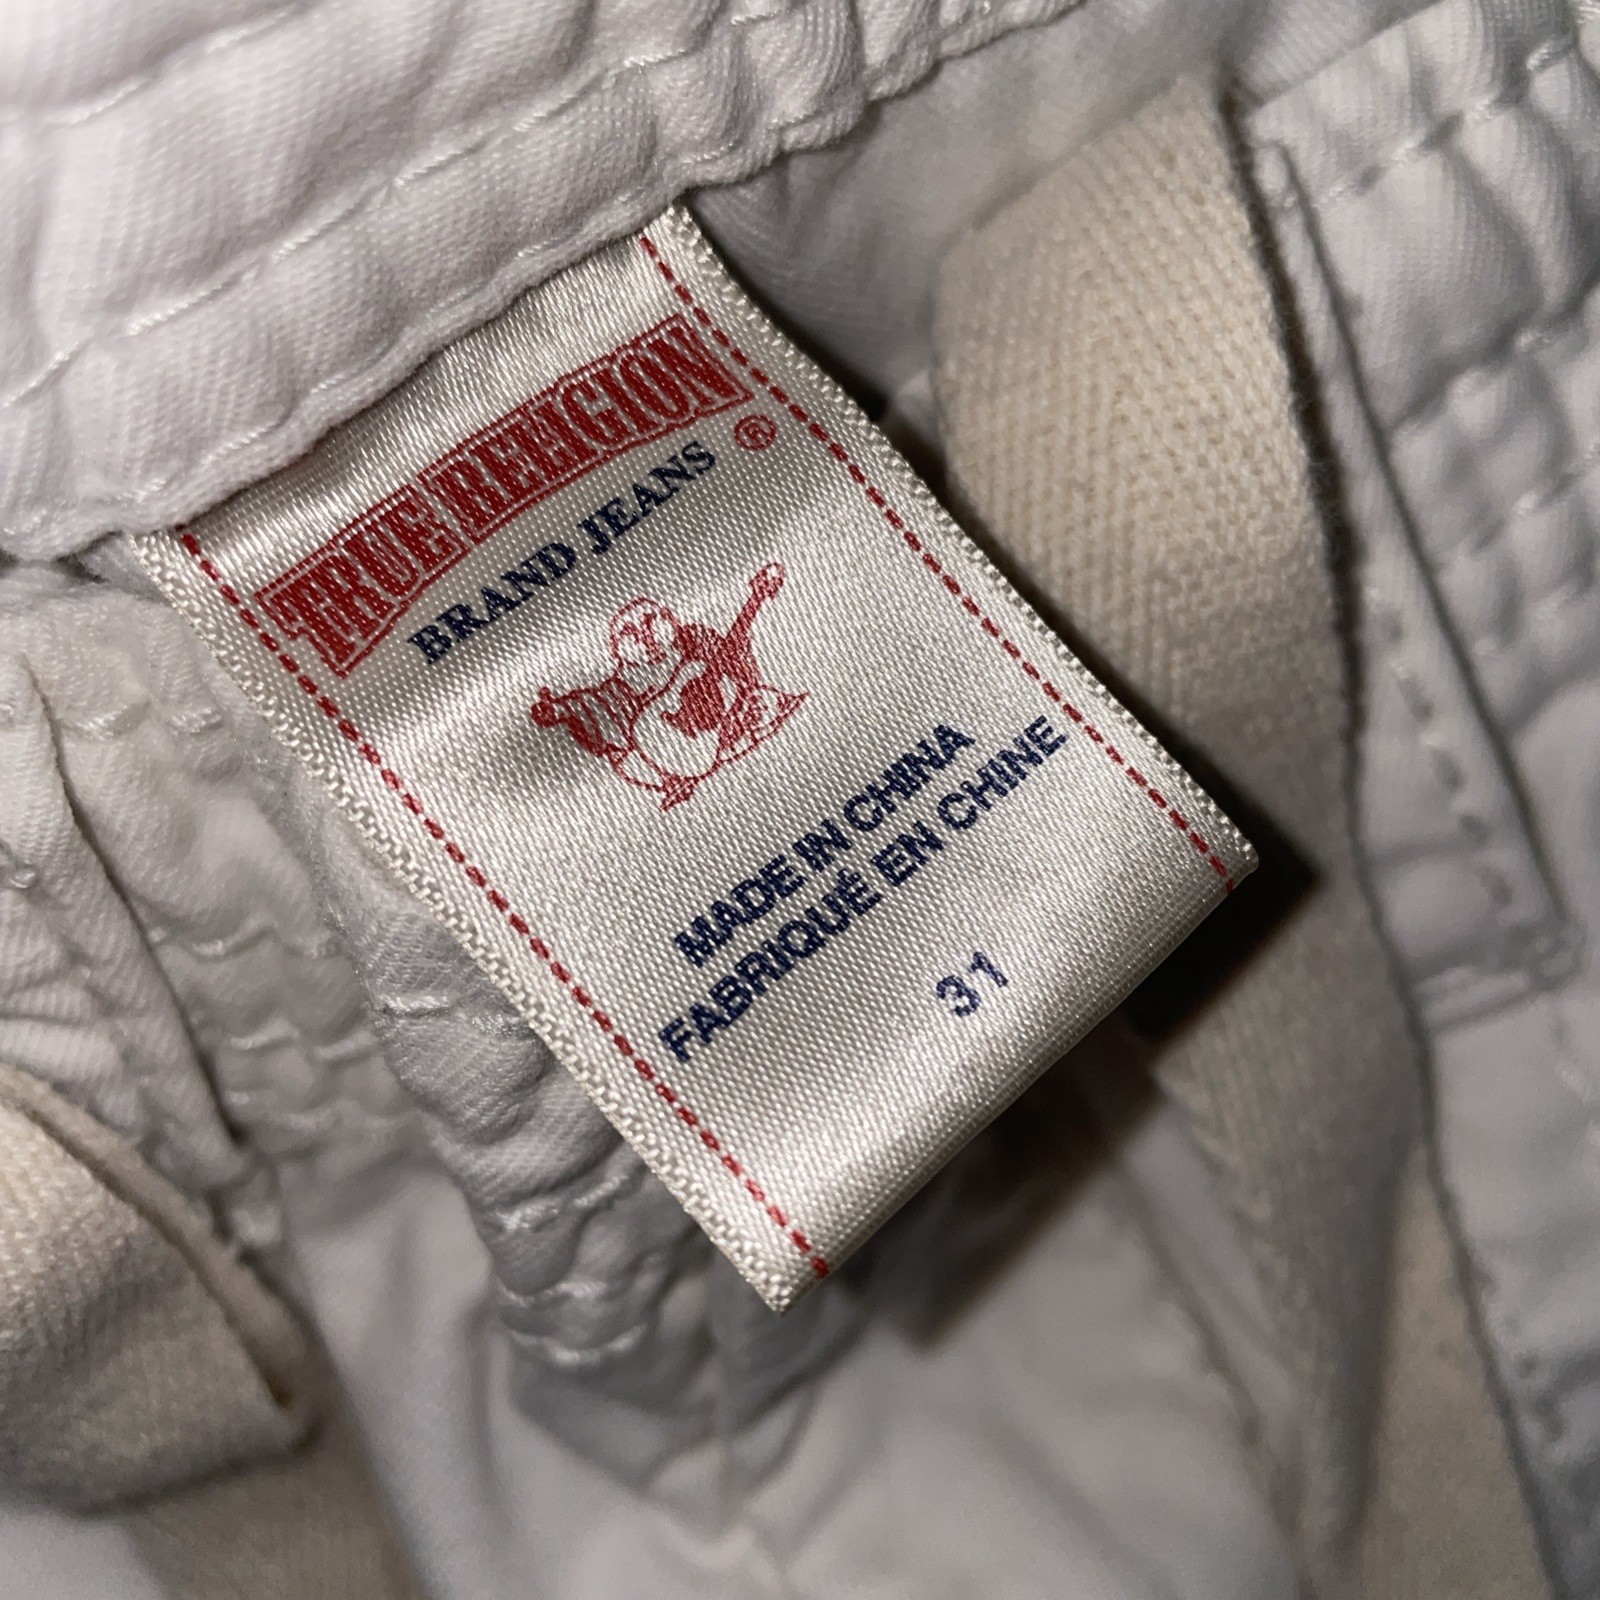 TRUE RELIGION
BRAND JEANS ®
MADE IN CHINA
FABRIQUÉ EN CHINE
31